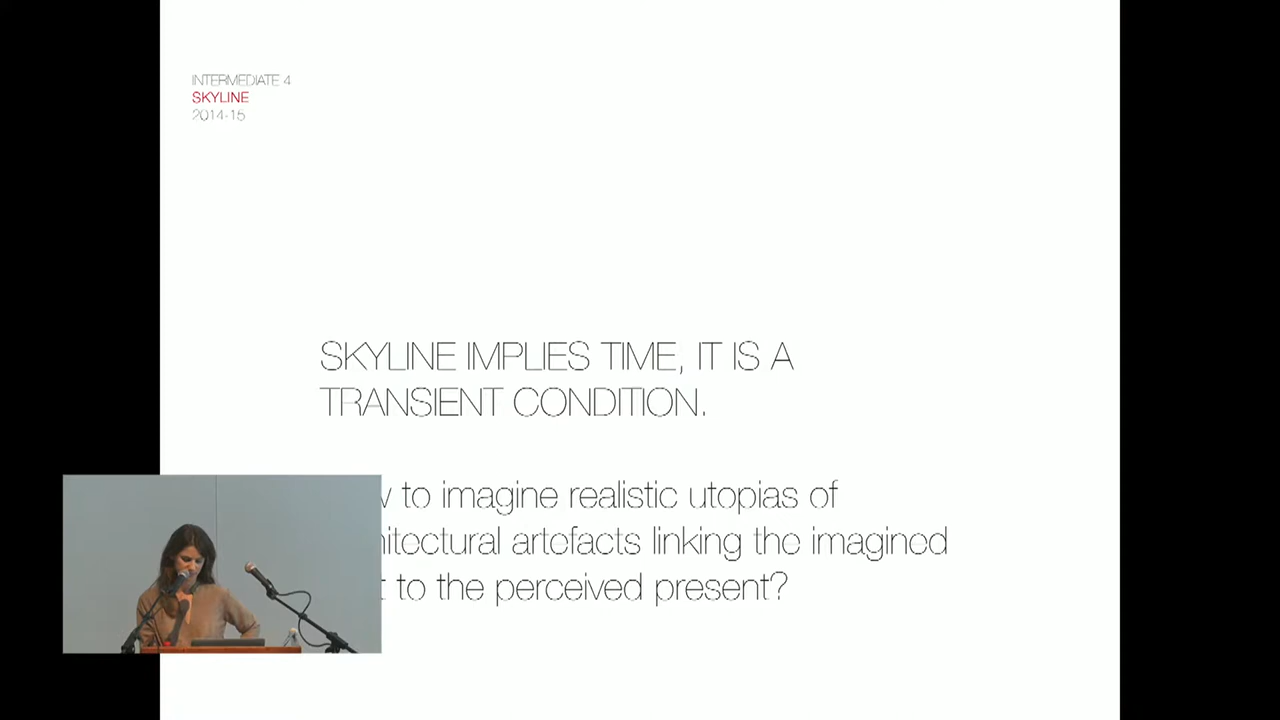 INTERMEDIATE 4
SKYLINE
2014-15
SKYLINE IMPLIES TIME, IT IS A
TRANSIENT CONDITION.
to imagine realistic utopias of
artefacts linking the imagined
to the perceived present?